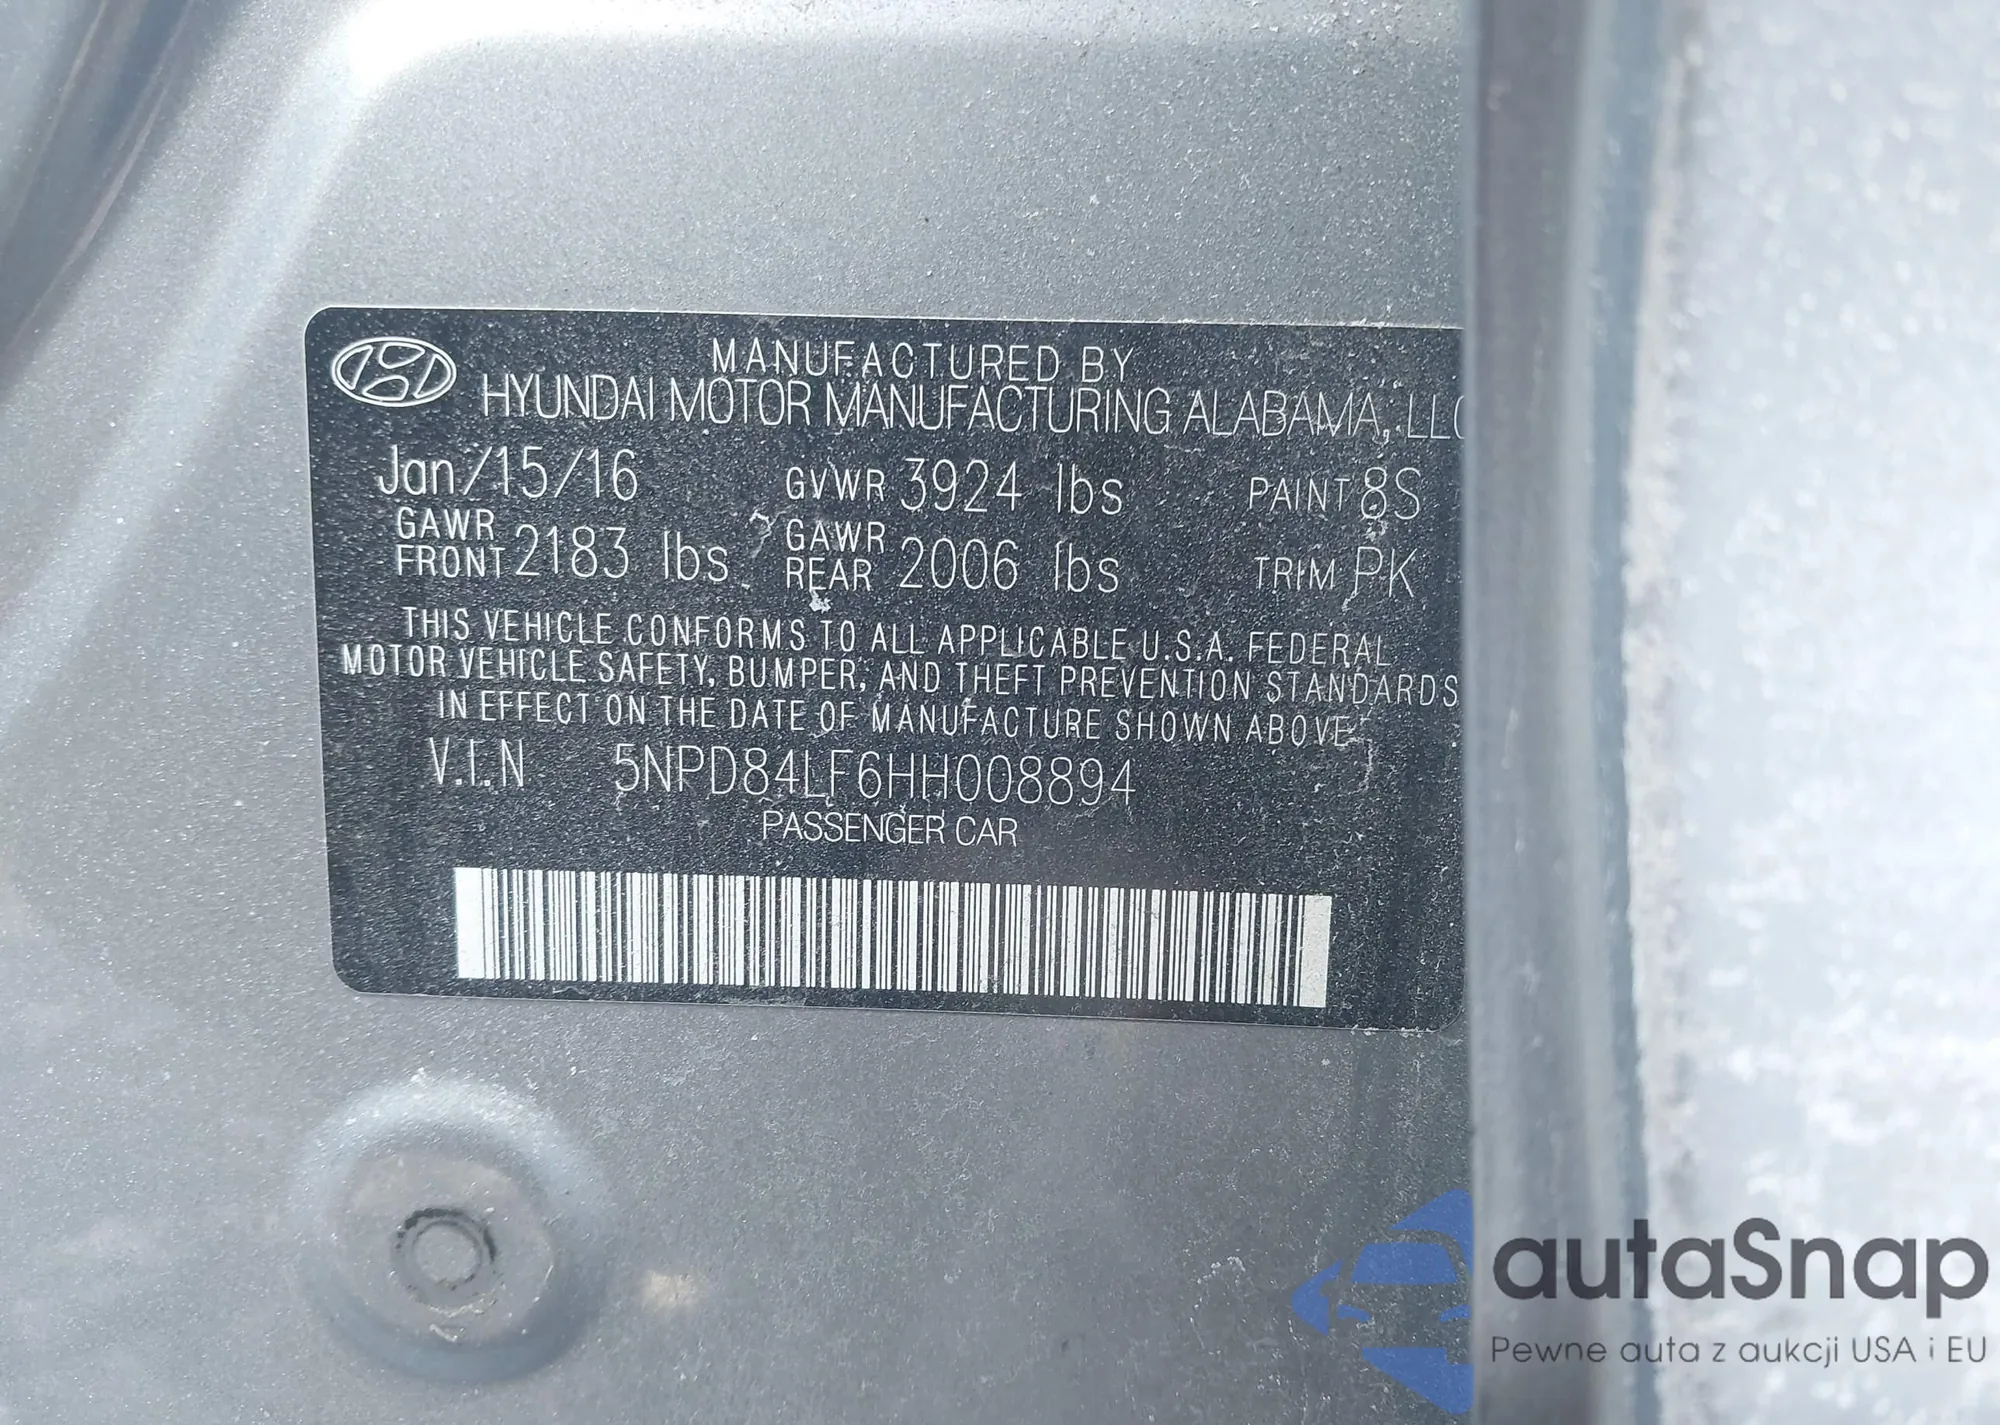 MANUFACTURED BY
HYUNDAI MOTOR MANUFACTURING ALABAMA, LLC
Jan/15/16 GVWR 3924 lbs PAINT 8S
GAWR FRONT 2183 lbs GAWR REAR 2006 lbs TRIM PK
THIS VEHICLE CONFORMS TO ALL APPLICABLE U.S.A. FEDERAL
MOTOR VEHICLE SAFETY, BUMPER, AND THEFT PREVENTION STANDARDS
IN EFFECT ON THE DATE OF MANUFACTURE SHOWN ABOVE
V.I.N 5NPD84LF6HH008894
PASSENGER CAR
autaSnap
Pewne auta z aukcji USA i EU